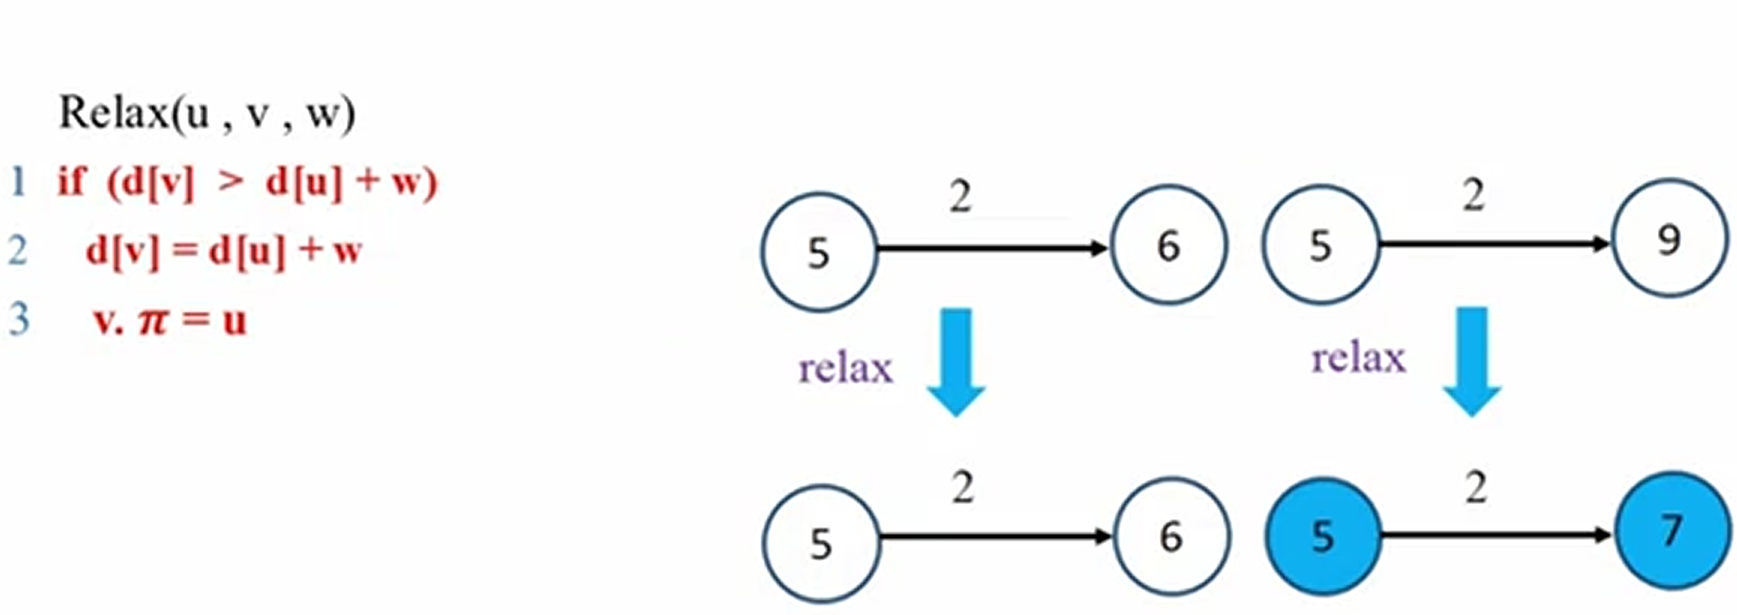 Relax(u , v , w)
1 if (d[v] > d[u] + w)
2 d[v] = d[u] + w
3 v. π = u
2 2
5 6 5 9
relax relax
2 2
5 6 5 7